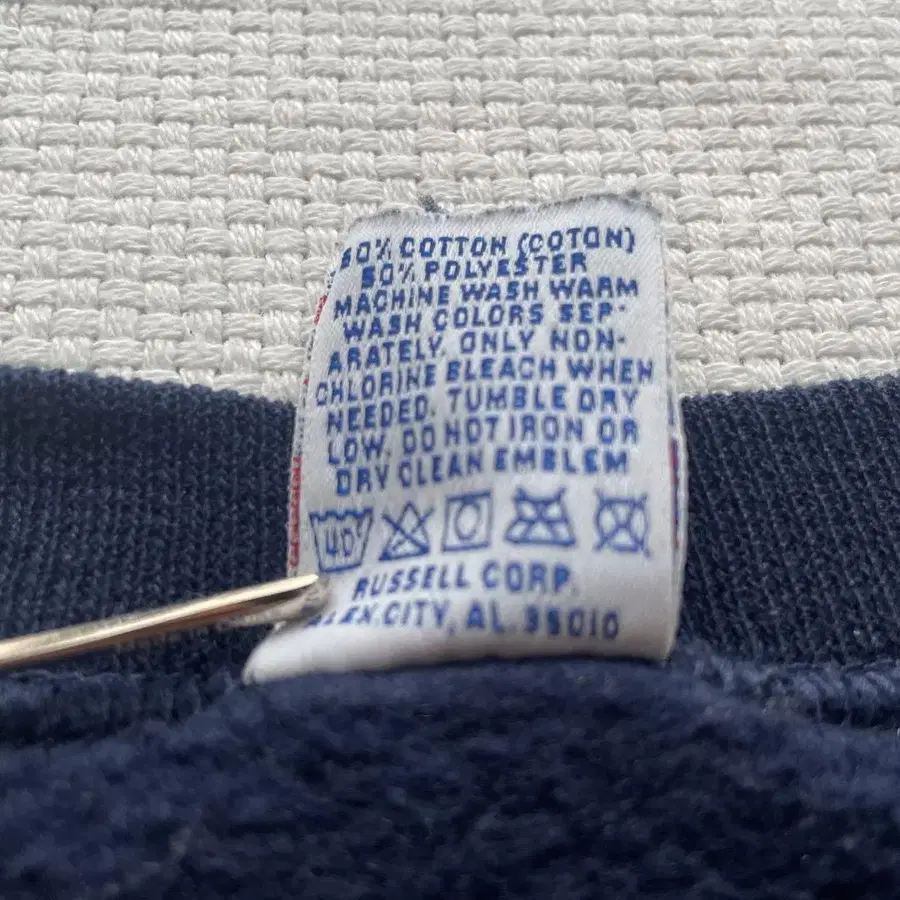 50% COTTON (COTON)
50% POLYESTER
MACHINE WASH WARM
WASH COLORS SEP-
ARATELY. ONLY NON-
CHLORINE BLEACH WHEN
NEEDED. TUMBLE DRY
LOW. DO NOT IRON OR
DRY CLEAN EMBLEM
40
RUSSELL CORP.
ALEX.CITY, AL. 35010